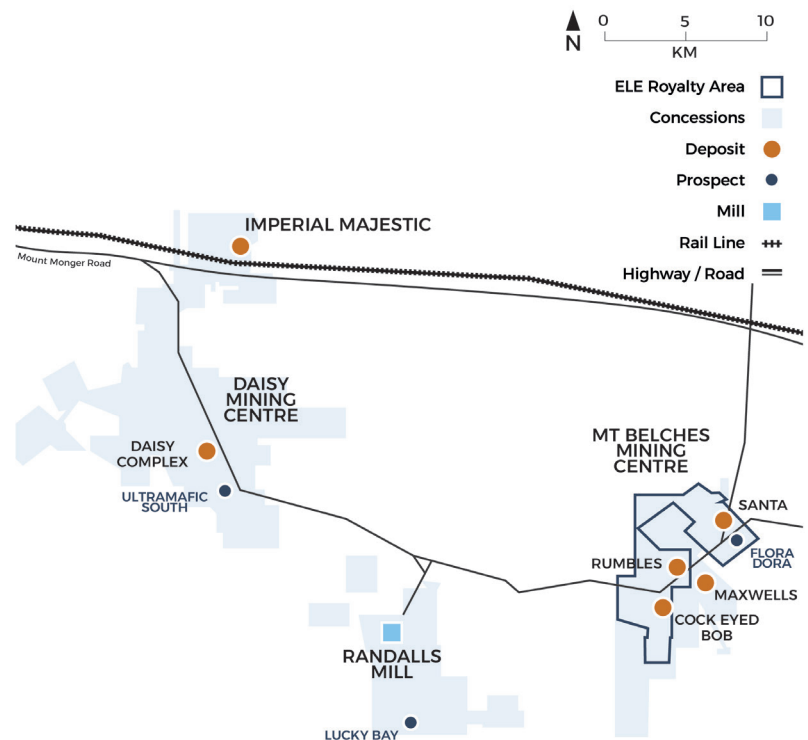 0 5 10
KM
N
ELE Royalty Area
Concessions
Deposit
Prospect
Mill
Rail Line
Highway / Road
IMPERIAL MAJESTIC
Mount Monger Road
DAISY
MINING
CENTRE
DAISY
COMPLEX
ULTRAMAFIC
SOUTH
MT BELCHES
MINING
CENTRE
SANTA
FLORA
DORA
RUMBLES
MAXWELLS
COCK EYED
BOB
RANDALLS
MILL
LUCKY BAY